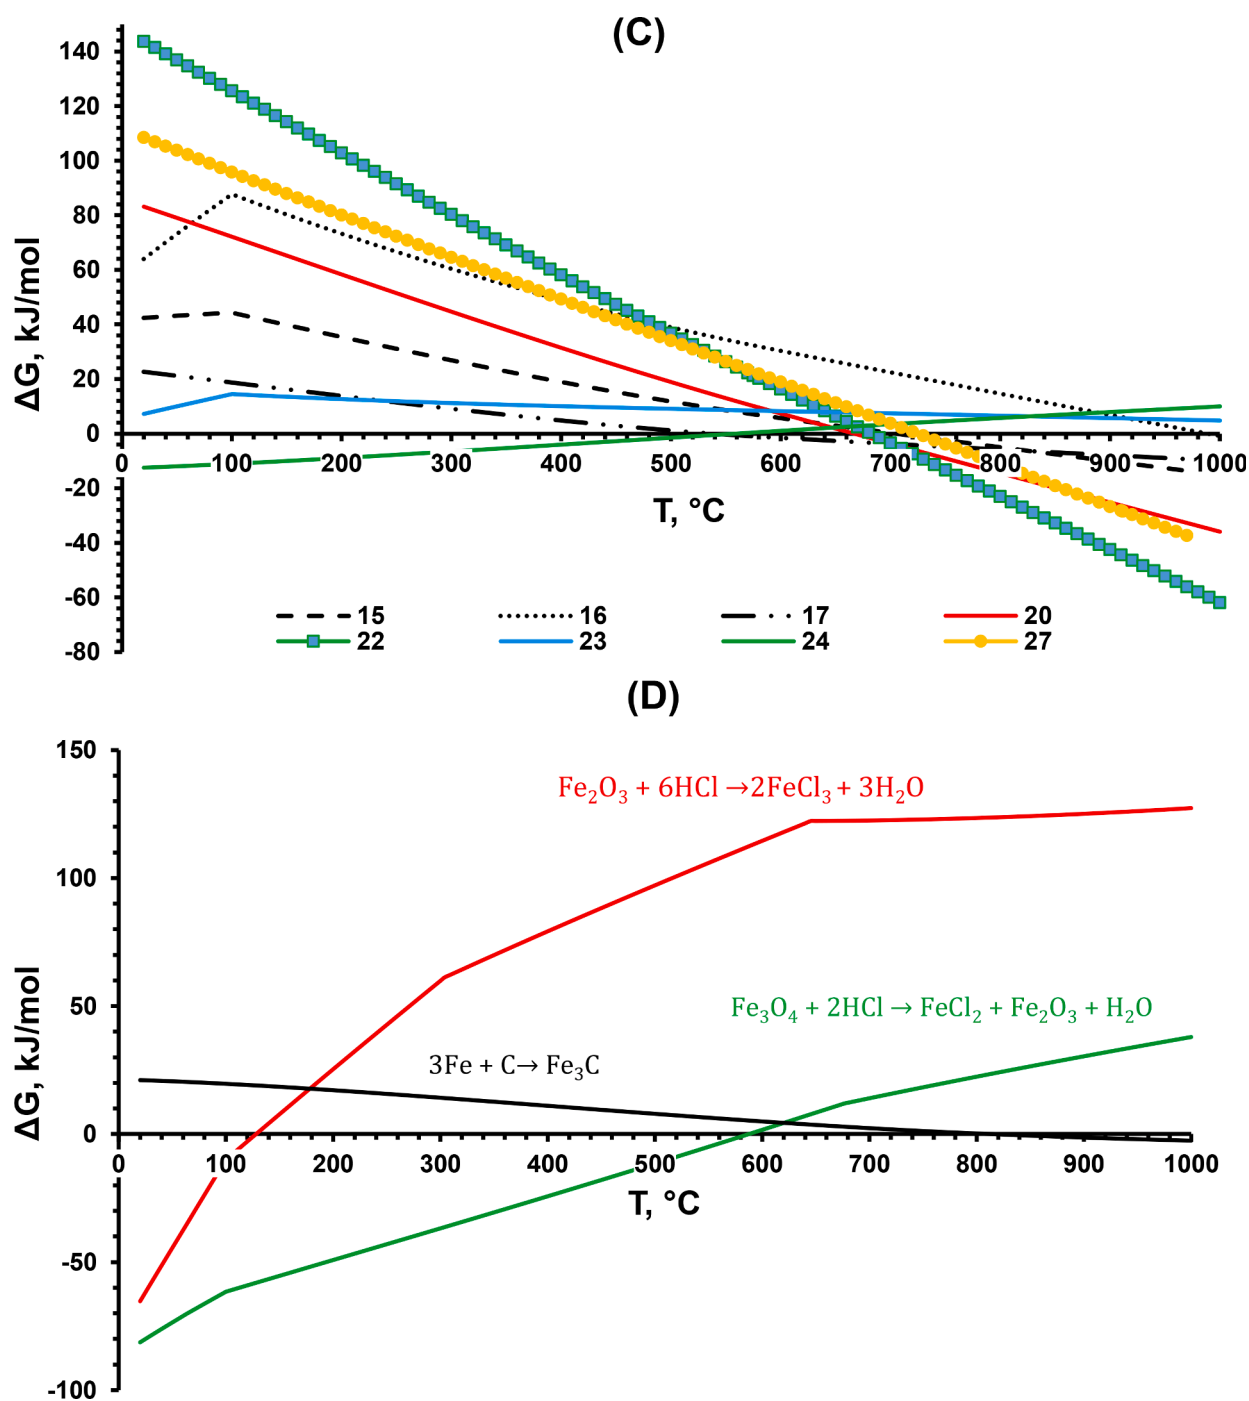 (C)
140
120
100
80
60
40
20
0
-20
-40
-60
-80
ΔG, kJ/mol
0 100 200 300 400 500 600 700 800 900 1000
T, °C
15 16 17 20
22 23 24 27
(D)
150
100
50
0
-50
-100
ΔG, kJ/mol
Fe₂O₃ + 6HCl →2FeCl₃ + 3H₂O
Fe₃O₄ + 2HCl → FeCl₂ + Fe₂O₃ + H₂O
3Fe + C→ Fe₃C
0 100 200 300 400 500 600 700 800 900 1000
T, °C